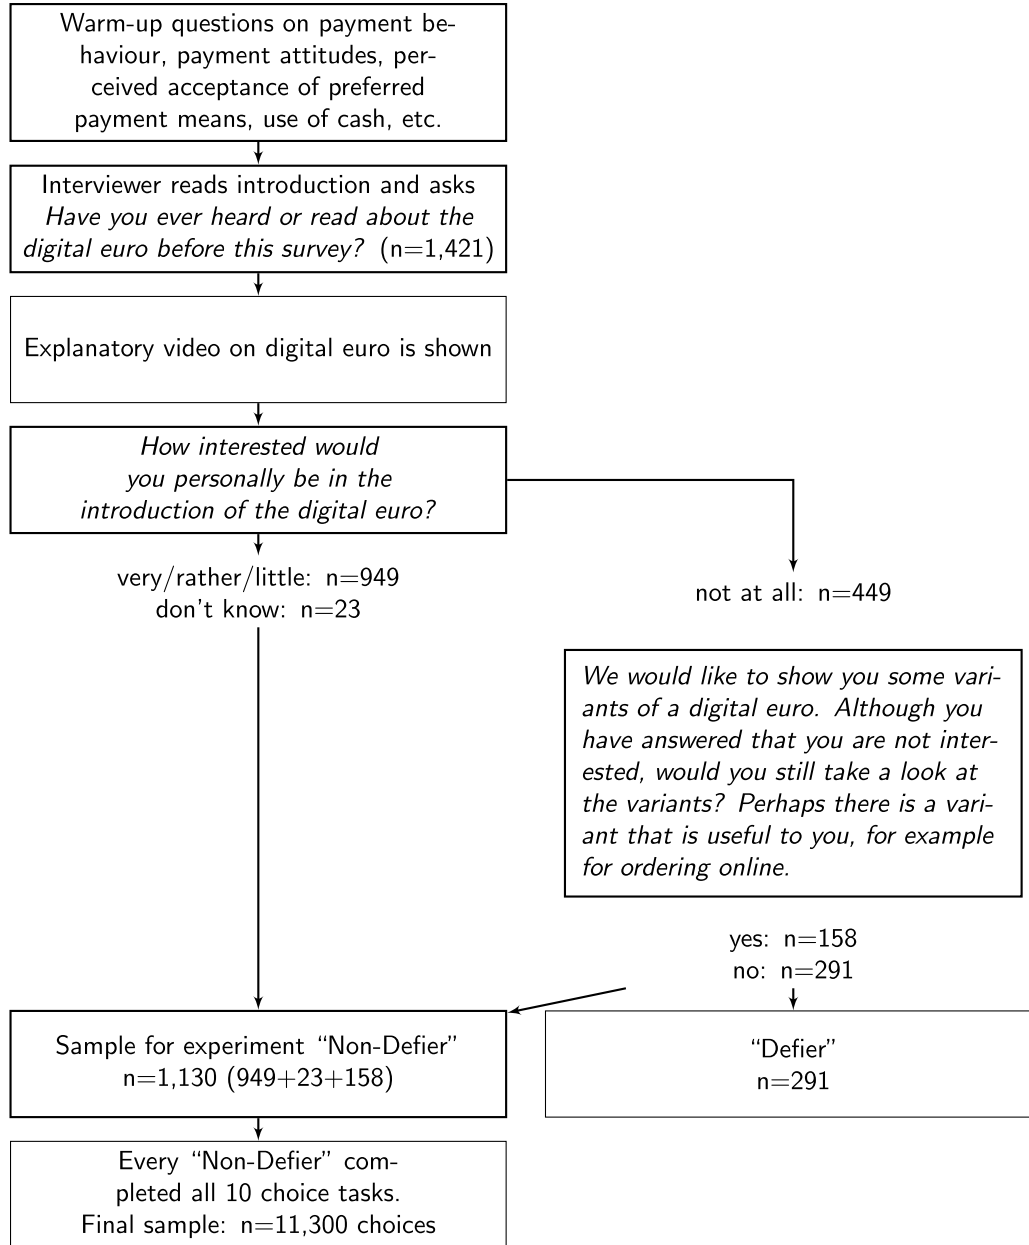 Warm-up questions on payment be-
haviour, payment attitudes, per-
ceived acceptance of preferred
payment means, use of cash, etc.
Interviewer reads introduction and asks
Have you ever heard or read about the
digital euro before this survey? (n=1,421)
Explanatory video on digital euro is shown
How interested would
you personally be in the
introduction of the digital euro?
very/rather/little: n=949
don't know: n=23
not at all: n=449
We would like to show you some vari-
ants of a digital euro. Although you
have answered that you are not inter-
ested, would you still take a look at
the variants? Perhaps there is a vari-
ant that is useful to you, for example
for ordering online.
yes: n=158
no: n=291
Sample for experiment “Non-Defier”
n=1,130 (949+23+158)
“Defier”
n=291
Every “Non-Defier” com-
pleted all 10 choice tasks.
Final sample: n=11,300 choices